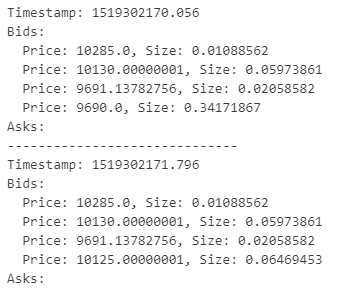 Timestamp: 1519302170.056
Bids:
Price: 10285.0, Size: 0.01088562
Price: 10130.00000001, Size: 0.05973861
Price: 9691.13782756, Size: 0.02058582
Price: 9690.0, Size: 0.34171867
Asks:
------------------------------
Timestamp: 1519302171.796
Bids:
Price: 10285.0, Size: 0.01088562
Price: 10130.00000001, Size: 0.05973861
Price: 9691.13782756, Size: 0.02058582
Price: 10125.00000001, Size: 0.06469453
Asks: